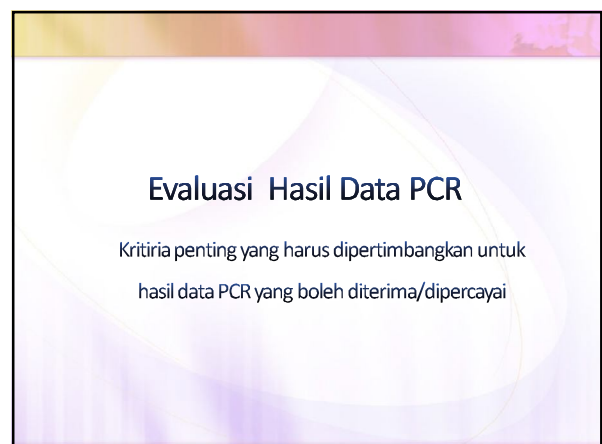 Evaluasi Hasil Data PCR
Kritiria penting yang harus dipertimbangkan untuk
hasil data PCR yang boleh diterima/dipercayai